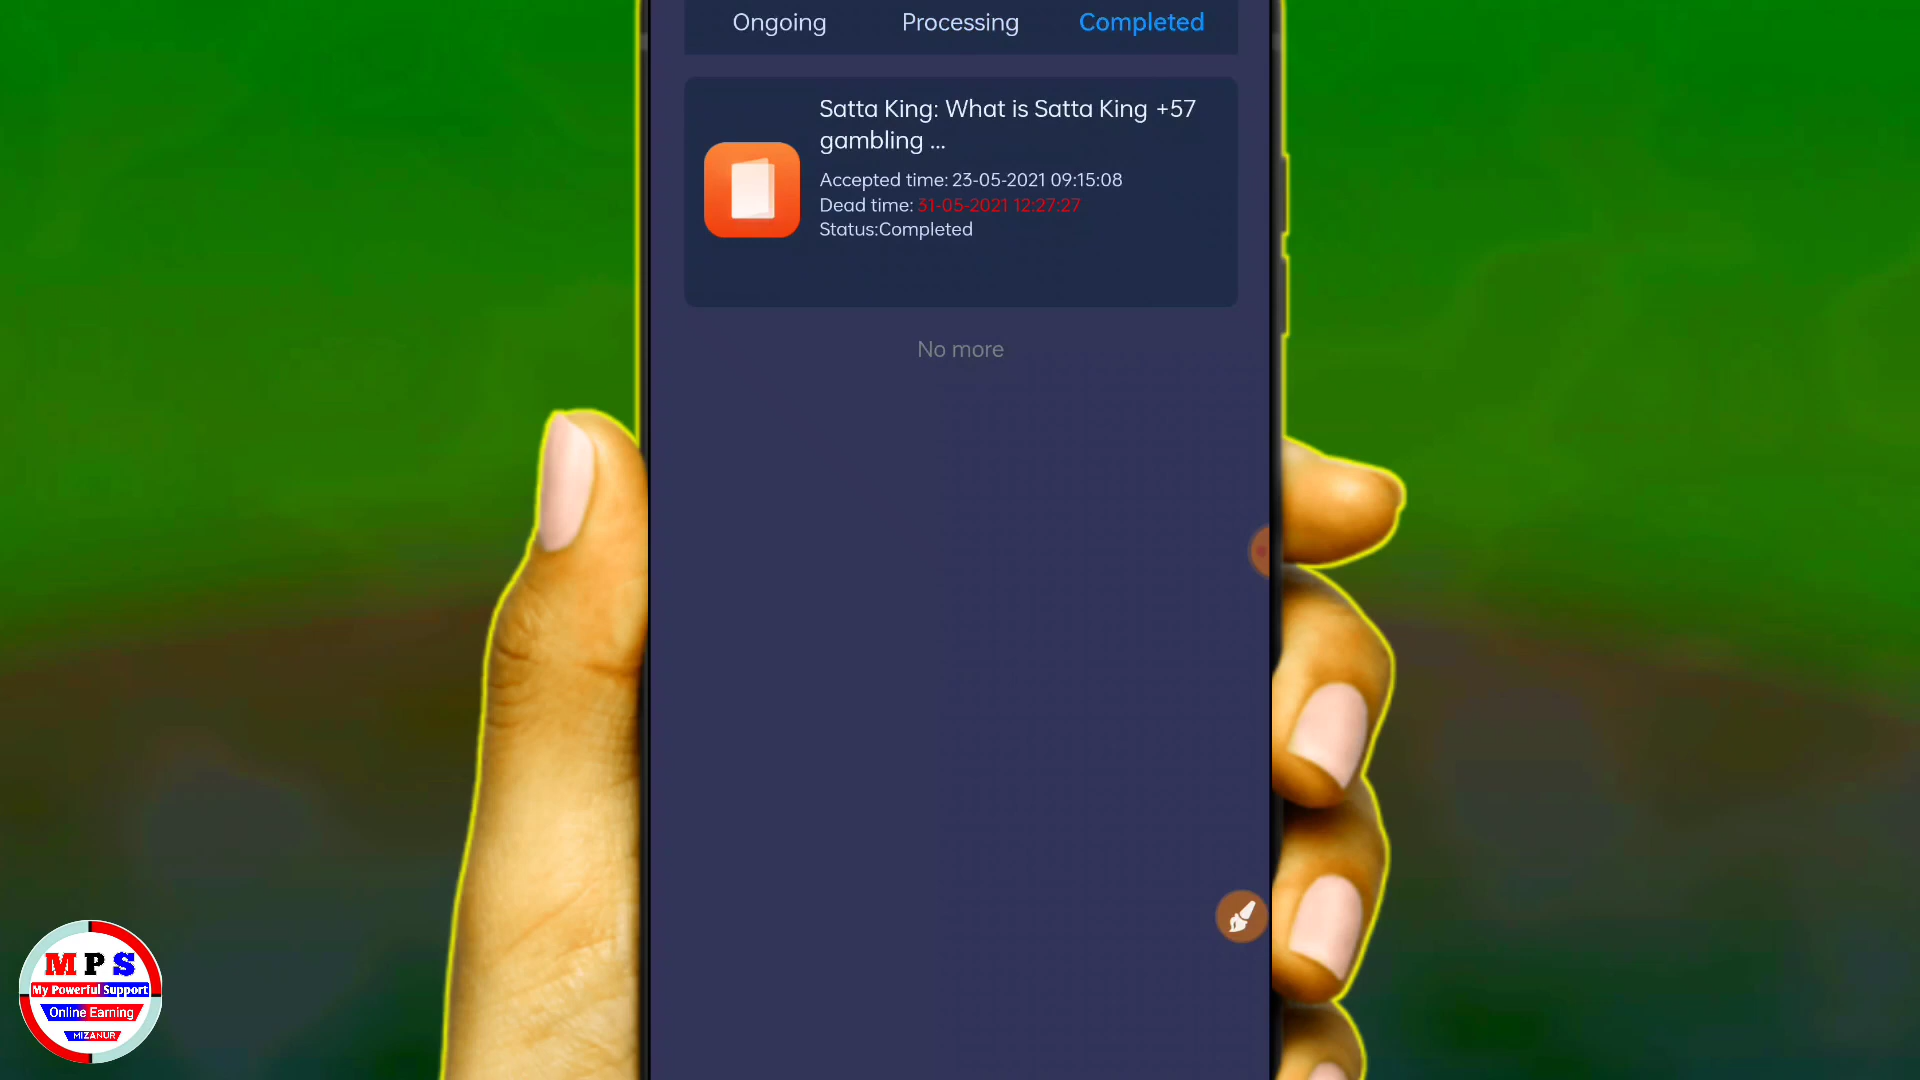 Ongoing Processing Completed
Satta King: What is Satta King +57
gambling ...
Accepted time: 23-05-2021 09:15:08
Dead time: 31-05-2021 12:27:27
Status:Completed
No more
M P S
My Powerful Support
Online Earning
MIZANUR